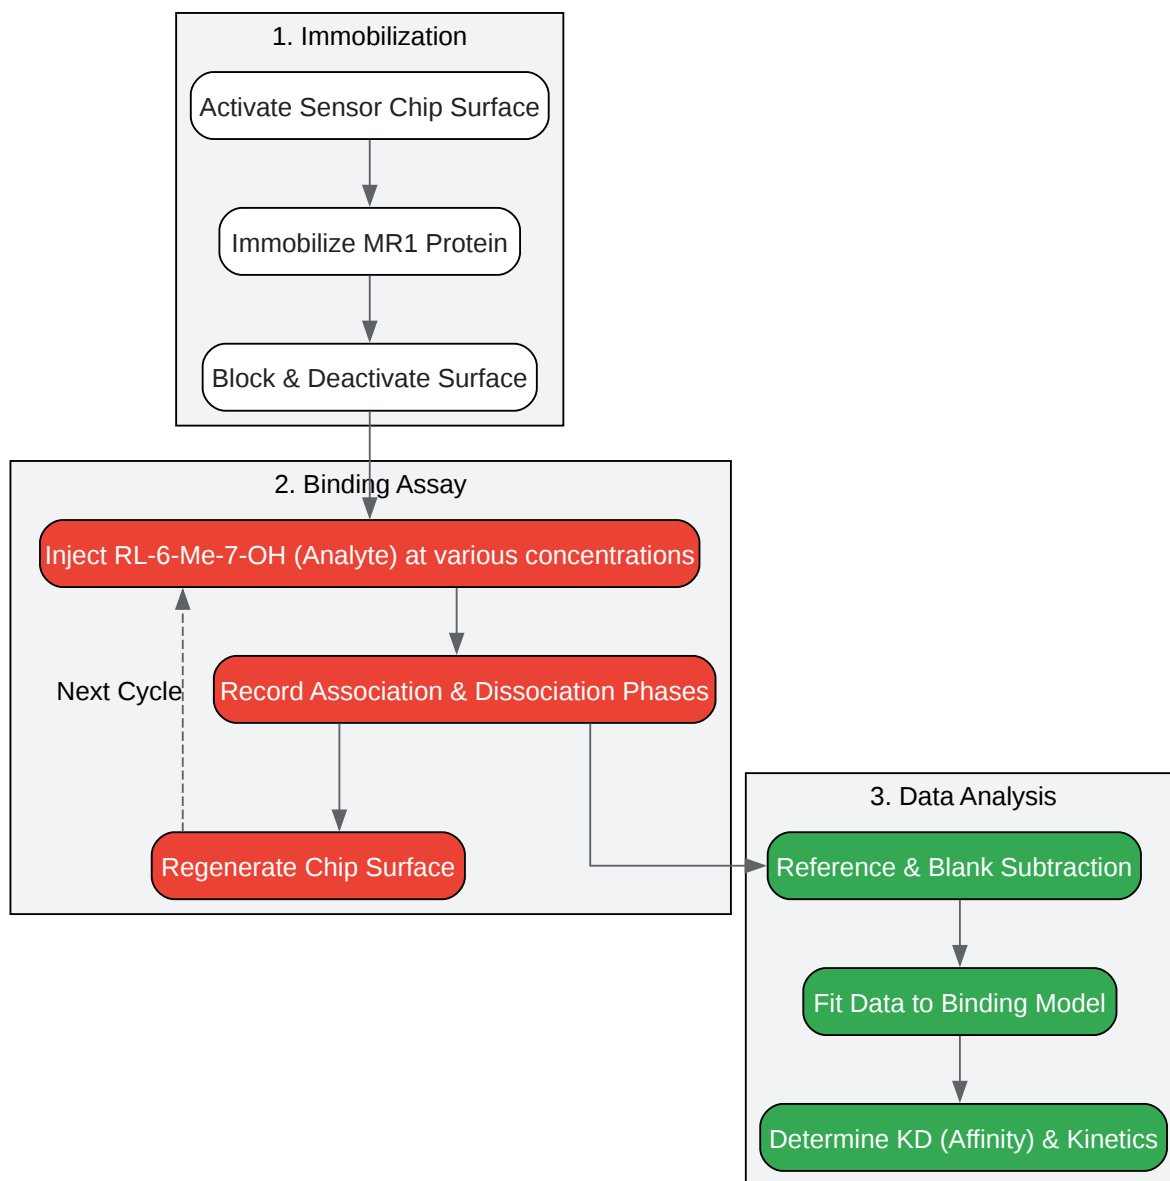 1. Immobilization
Activate Sensor Chip Surface
Immobilize MR1 Protein
Block & Deactivate Surface
2. Binding Assay
Inject RL-6-Me-7-OH (Analyte) at various concentrations
Record Association & Dissociation Phases
Next Cycle
Regenerate Chip Surface
3. Data Analysis
Reference & Blank Subtraction
Fit Data to Binding Model
Determine KD (Affinity) & Kinetics